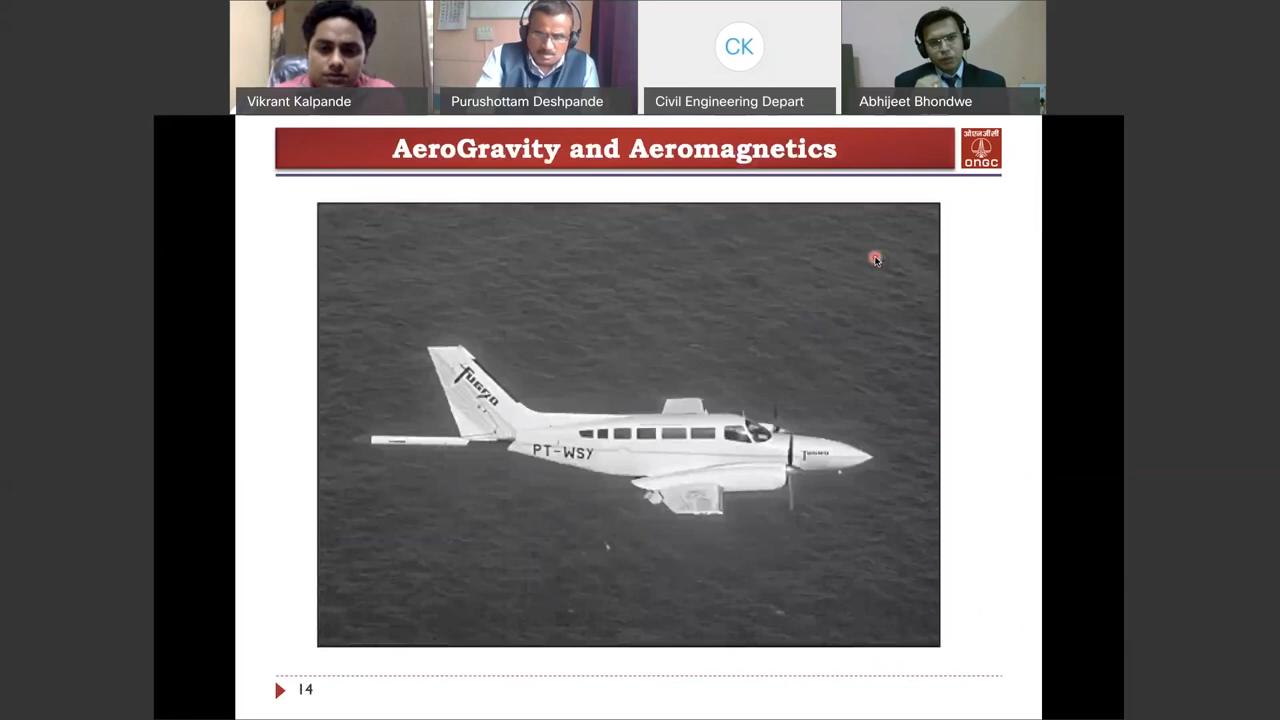 Vikrant Kalpande
Purushottam Deshpande
CK
Civil Engineering Depart
Abhijeet Bhondwe
AeroGravity and Aeromagnetics
ओएनजीसी
ONGC
fugro
PT-WSY
fugro
14